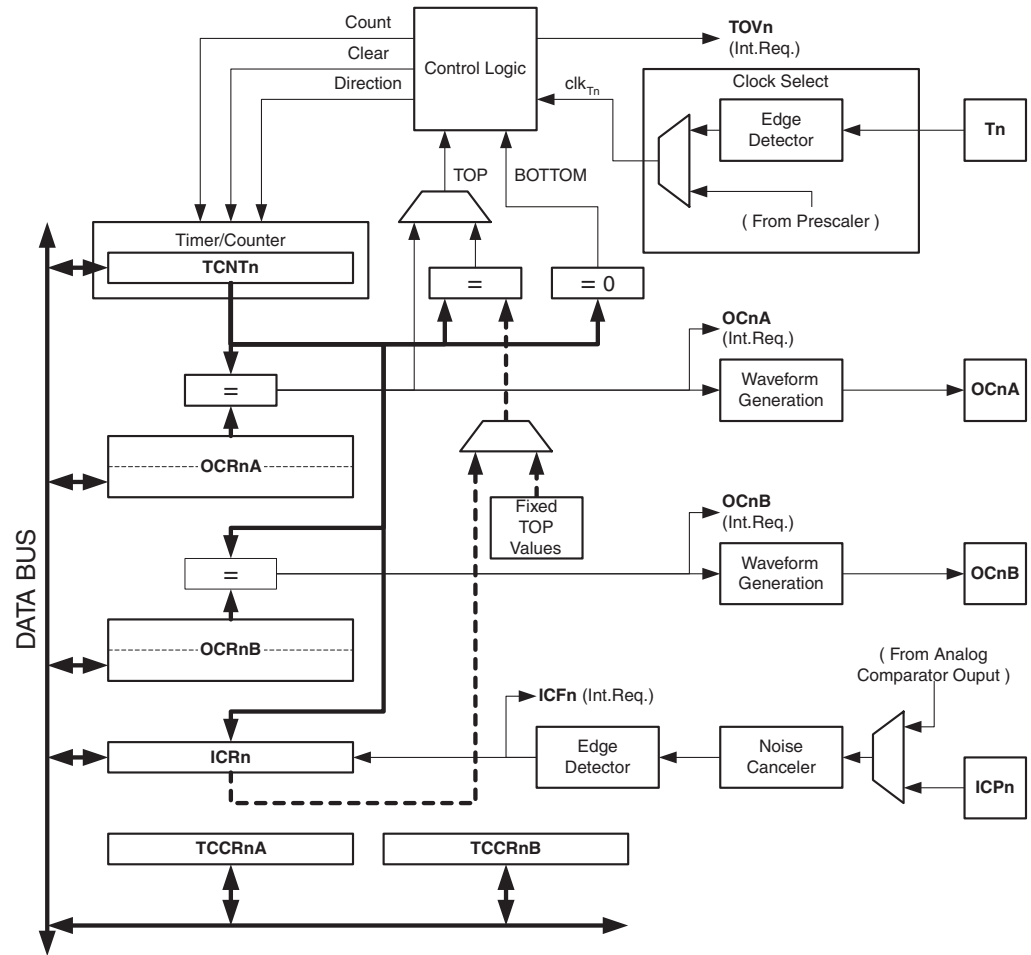 Count
Clear
Direction
Control Logic
TOVn
(Int.Req.)
clkTn
Clock Select
Edge
Detector
Tn
( From Prescaler )
TOP
BOTTOM
Timer/Counter
TCNTn
=
= 0
OCnA
(Int.Req.)
=
Waveform
Generation
OCnA
OCRnA
Fixed
TOP
Values
OCnB
(Int.Req.)
=
Waveform
Generation
OCnB
OCRnB
DATA BUS
( From Analog
Comparator Ouput )
ICFn (Int.Req.)
ICRn
Edge
Detector
Noise
Canceler
ICPn
TCCRnA
TCCRnB